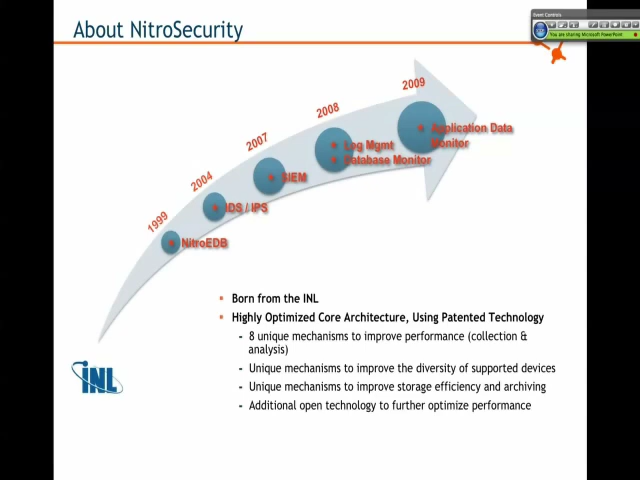 About NitroSecurity
Event Controls
You are sharing Microsoft PowerPoint
2009
2008
2007
2004
1999
Application Data
Monitor
Log Mgmt
Database Monitor
SIEM
IDS / IPS
NitroEDB
Born from the INL
Highly Optimized Core Architecture, Using Patented Technology
- 8 unique mechanisms to improve performance (collection &
analysis)
- Unique mechanisms to improve the diversity of supported devices
- Unique mechanisms to improve storage efficiency and archiving
- Additional open technology to further optimize performance
INL